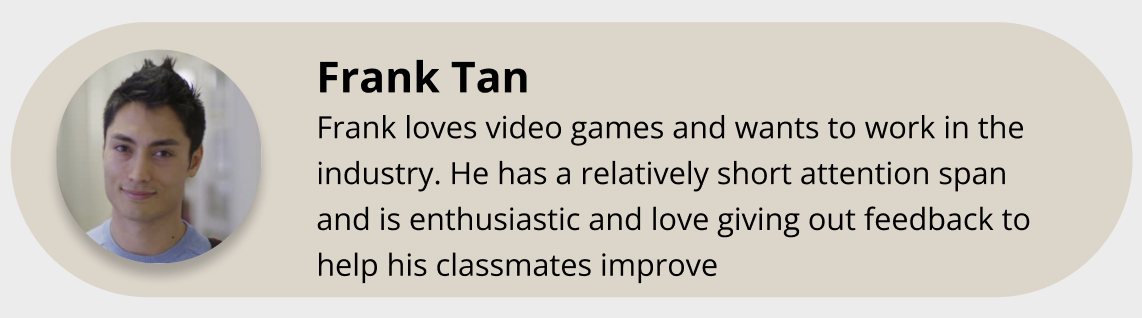 Frank Tan
Frank loves video games and wants to work in the
industry. He has a relatively short attention span
and is enthusiastic and love giving out feedback to
help his classmates improve